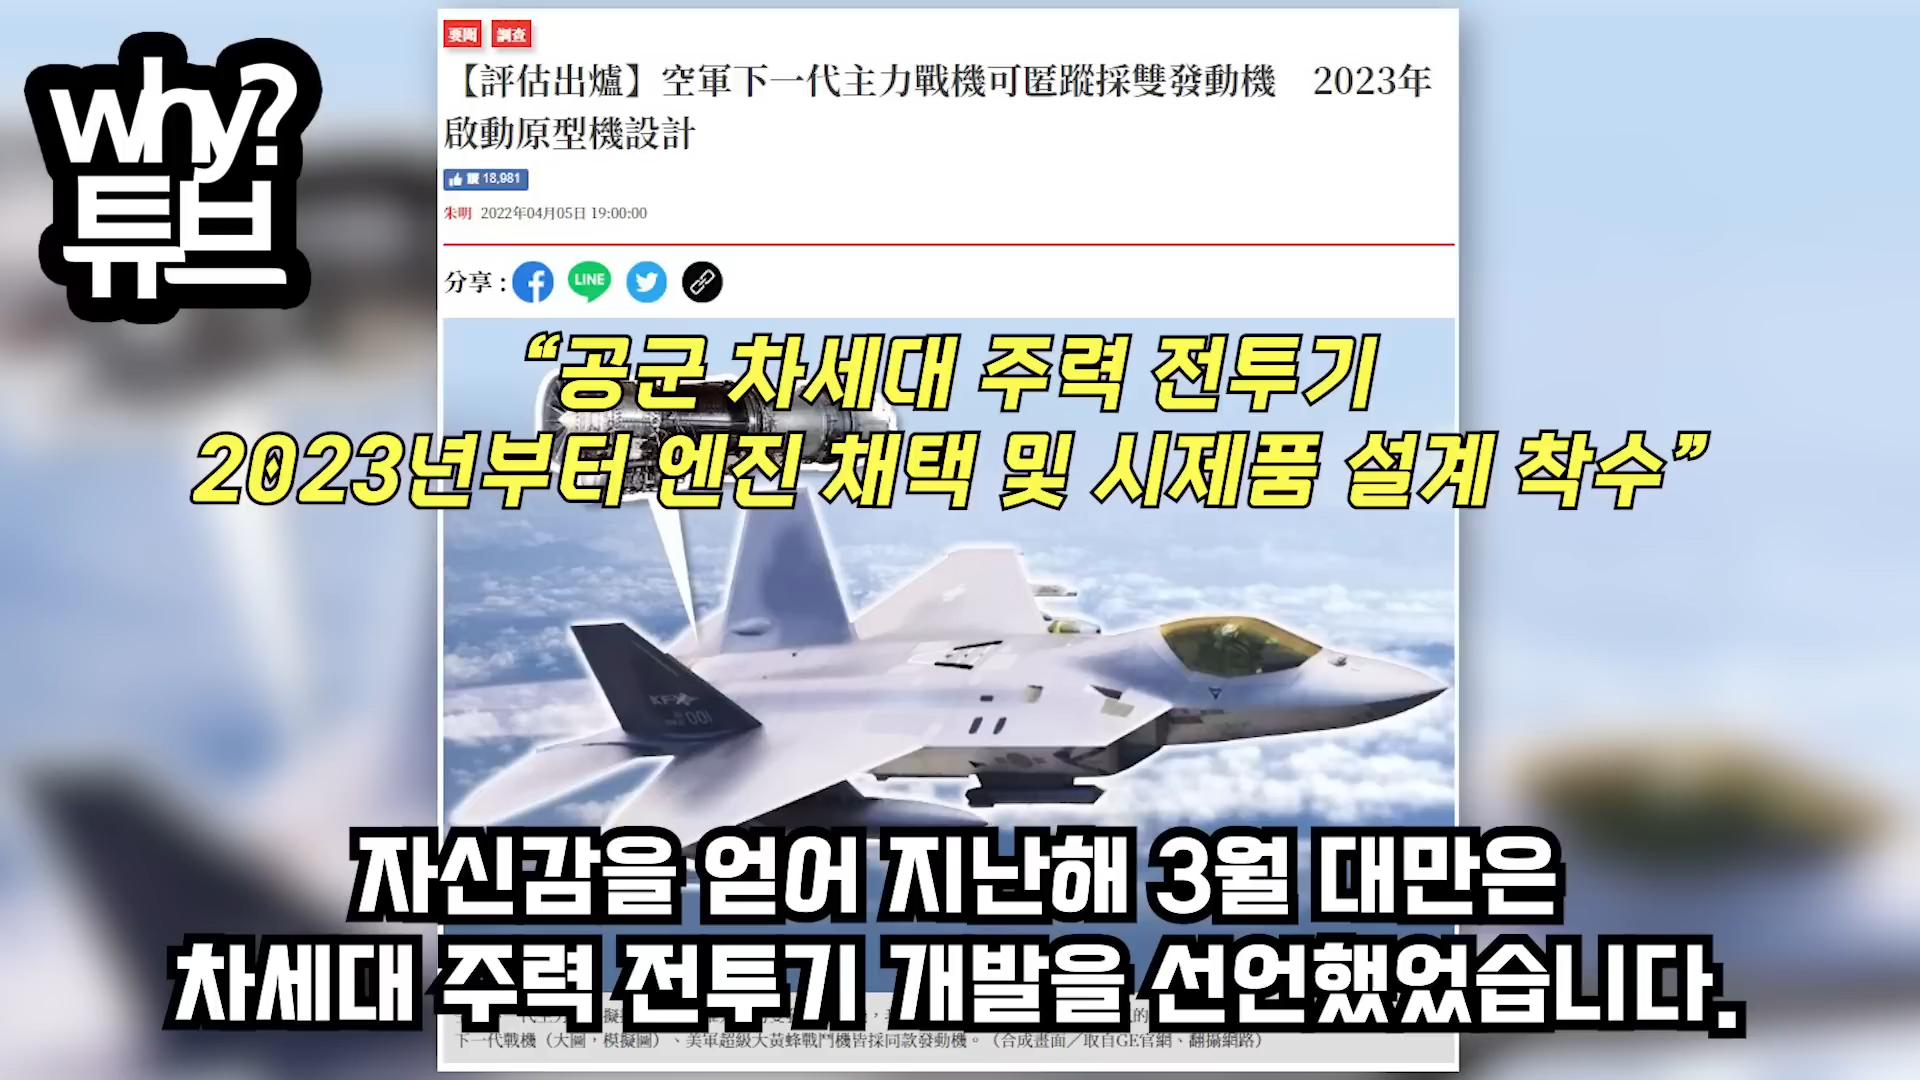 why?
튜브
要聞 調查
【評估出爐】空軍下一代主力戰機可匿蹤採雙發動機 2023年
啟動原型機設計
讚 18,981
朱明 2022年04月05日 19:00:00
分享：
LINE
“공군 차세대 주력 전투기
2023년부터 엔진 채택 및 시제품 설계 착수”
KFX
001
자신감을 얻어 지난해 3월 대만은
차세대 주력 전투기 개발을 선언했었습니다.
下一代戰機（大圖，模擬圖）、美軍超級大黃蜂戰鬥機皆採同款發動機。（合成畫面／取自GE官網、翻攝網路）